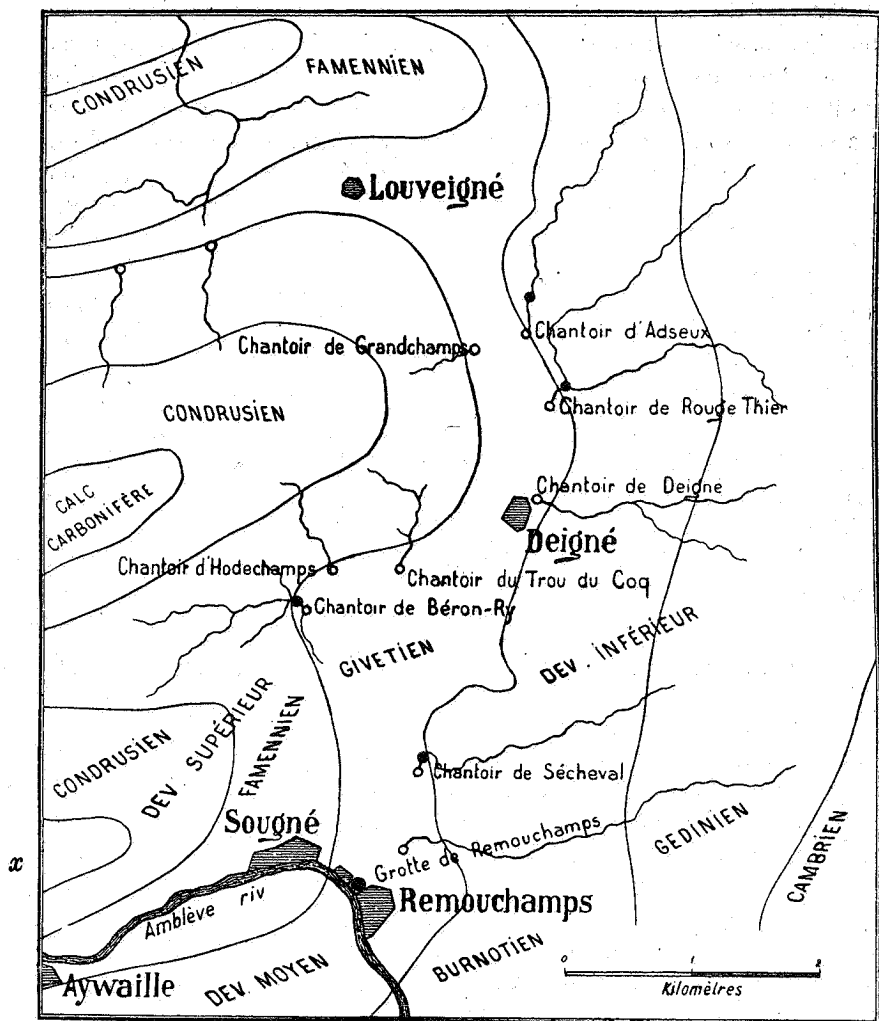 CONDRUSIEN
FAMENNIEN
Louveigné
Chantoir d'Adseux
Chantoir de Grandchamps
Chantoir de Rouge Thier
CONDRUSIEN
CALC
CARBONIFÈRE
Chantoir de Deigné
Deigné
Chantoir d'Hodechamps
Chantoir du Trou du Coq
Chantoir de Béron-Ry
GIVETIEN
DEV. INFÉRIEUR
CONDRUSIEN
DEV. SUPÉRIEUR
FAMENNIEN
Chantoir de Sécheval
Sougné
Grotte de Remouchamps
GEDINIEN
CAMBRIEN
x
Amblève riv
Remouchamps
Aywaille
DEV. MOYEN
BURNOTIEN
0 1 2
Kilomètres